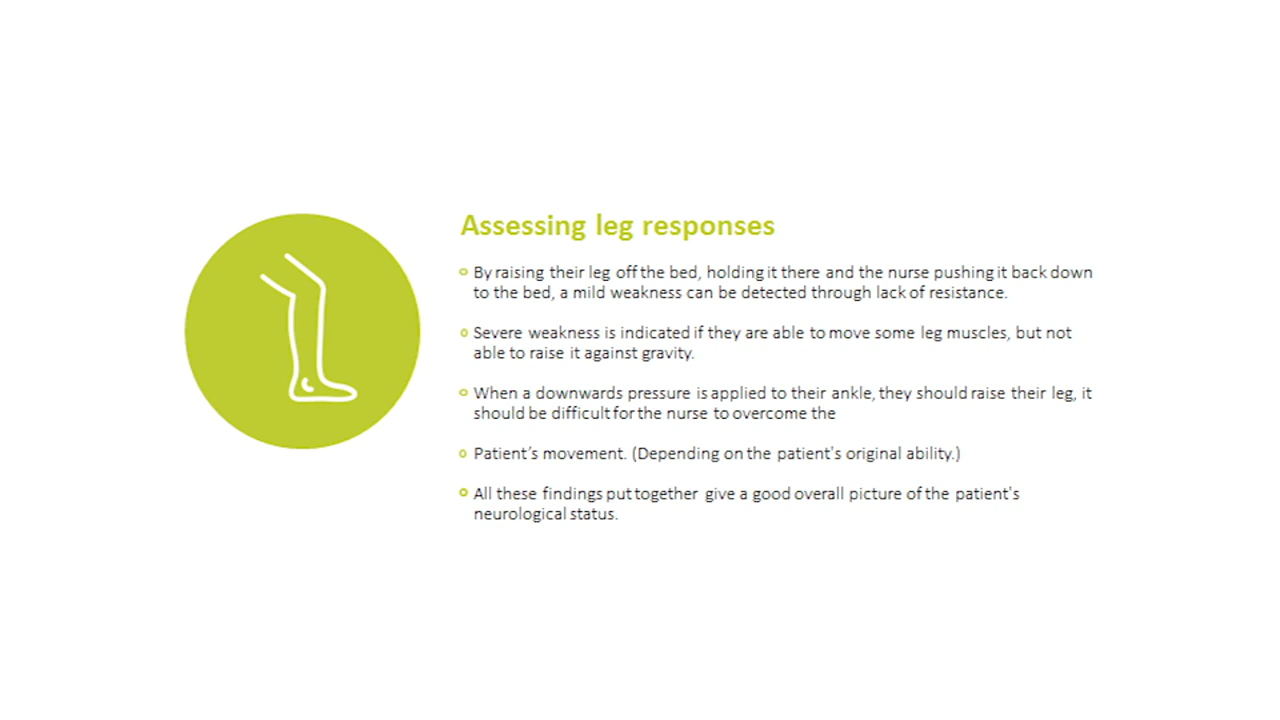 Assessing leg responses
By raising their leg off the bed, holding it there and the nurse pushing it back down
to the bed, a mild weakness can be detected through lack of resistance.
Severe weakness is indicated if they are able to move some leg muscles, but not
able to raise it against gravity.
When a downwards pressure is applied to their ankle, they should raise their leg, it
should be difficult for the nurse to overcome the
Patient’s movement. (Depending on the patient's original ability.)
All these findings put together give a good overall picture of the patient's
neurological status.